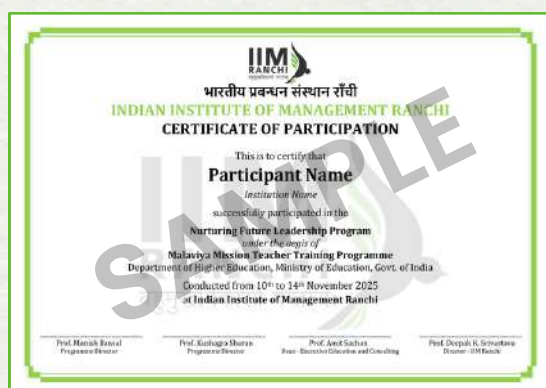 IIM
RANCHI
भारतीय प्रबन्धन संस्थान राँची
INDIAN INSTITUTE OF MANAGEMENT RANCHI
CERTIFICATE OF PARTICIPATION
This is to certify that
Participant Name
Institution Name
successfully participated in the
Nurturing Future Leadership Program
under the aegis of
Malaviya Mission Teacher Training Programme
Department of Higher Education, Ministry of Education, Govt. of India
Conducted from 10th to 14th November 2025
at Indian Institute of Management Ranchi
SAMPLE
Prof. Manish Bansal
Programme Director
Prof. Kushagra Sharan
Programme Director
Prof. Amit Sachan
Dean - Executive Education and Consulting
Prof. Deepak K. Srivastava
Director - IIM Ranchi